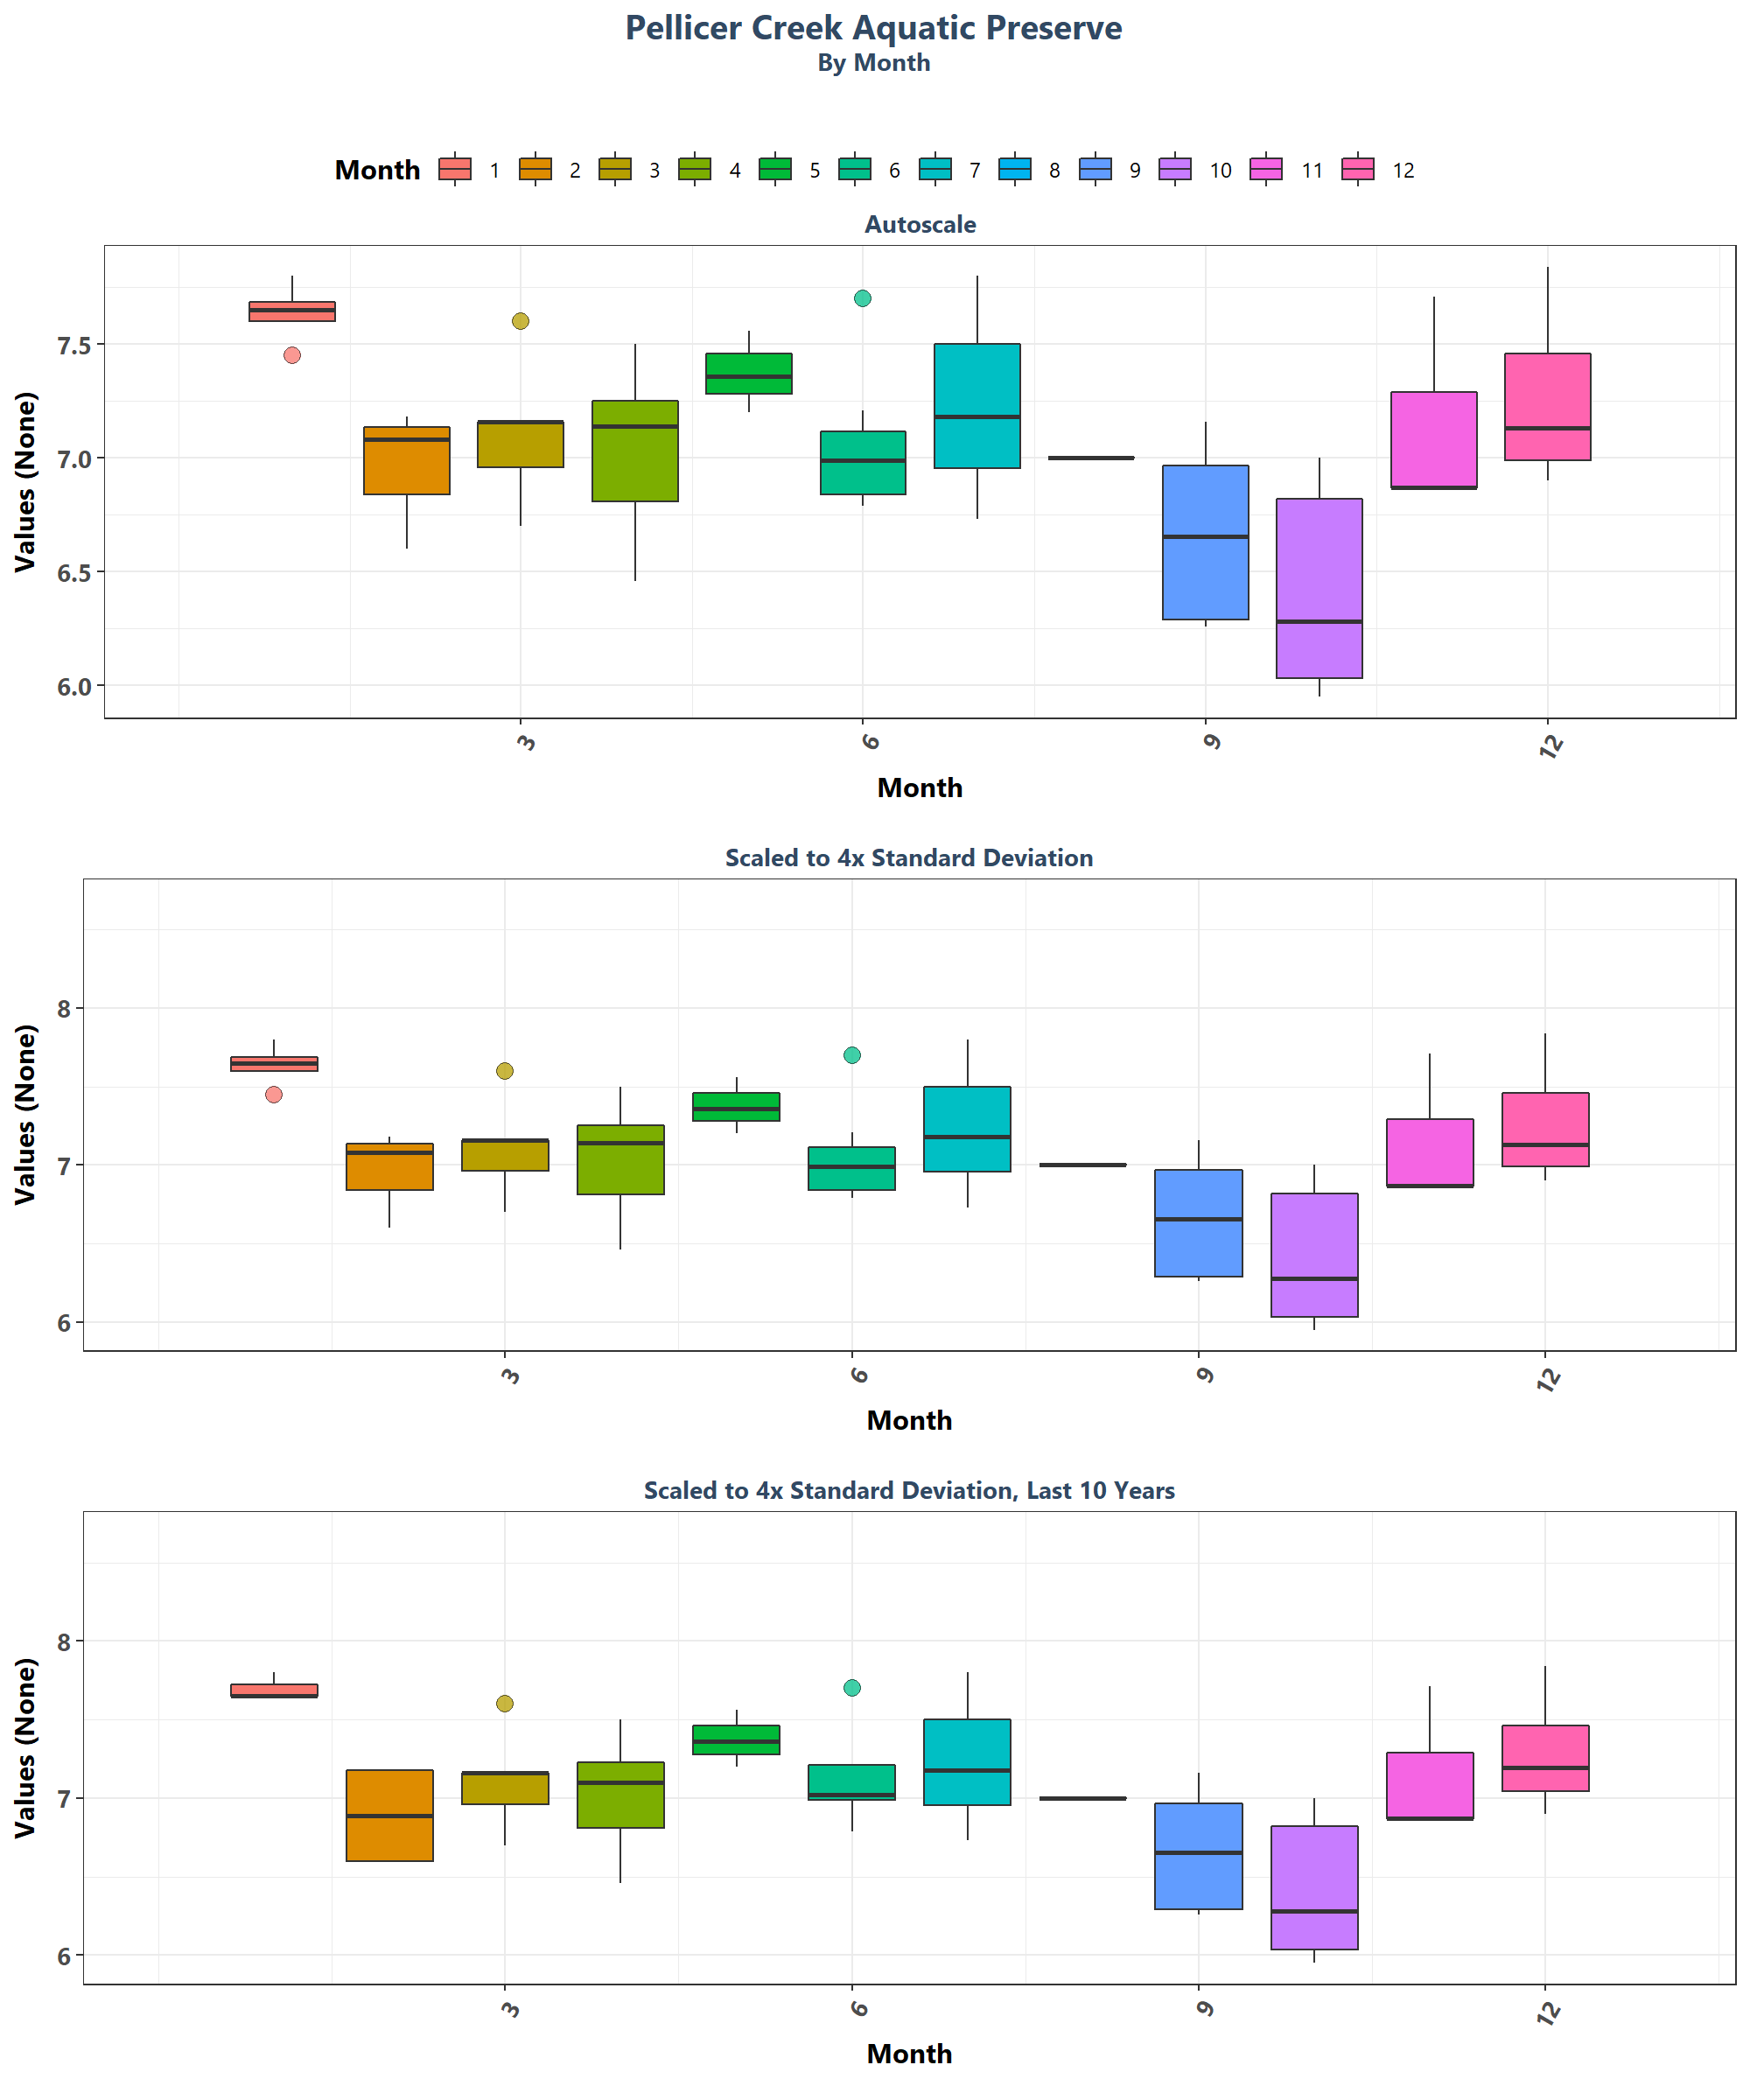 Pellicer Creek Aquatic Preserve
By Month
Month 1 2 3 4 5 6 7 8 9 10 11 12
Autoscale
Values (None)
7.5
7.0
6.5
6.0
3 6 9 12
Month
Scaled to 4x Standard Deviation
Values (None)
8
7
6
3 6 9 12
Month
Scaled to 4x Standard Deviation, Last 10 Years
Values (None)
8
7
6
3 6 9 12
Month